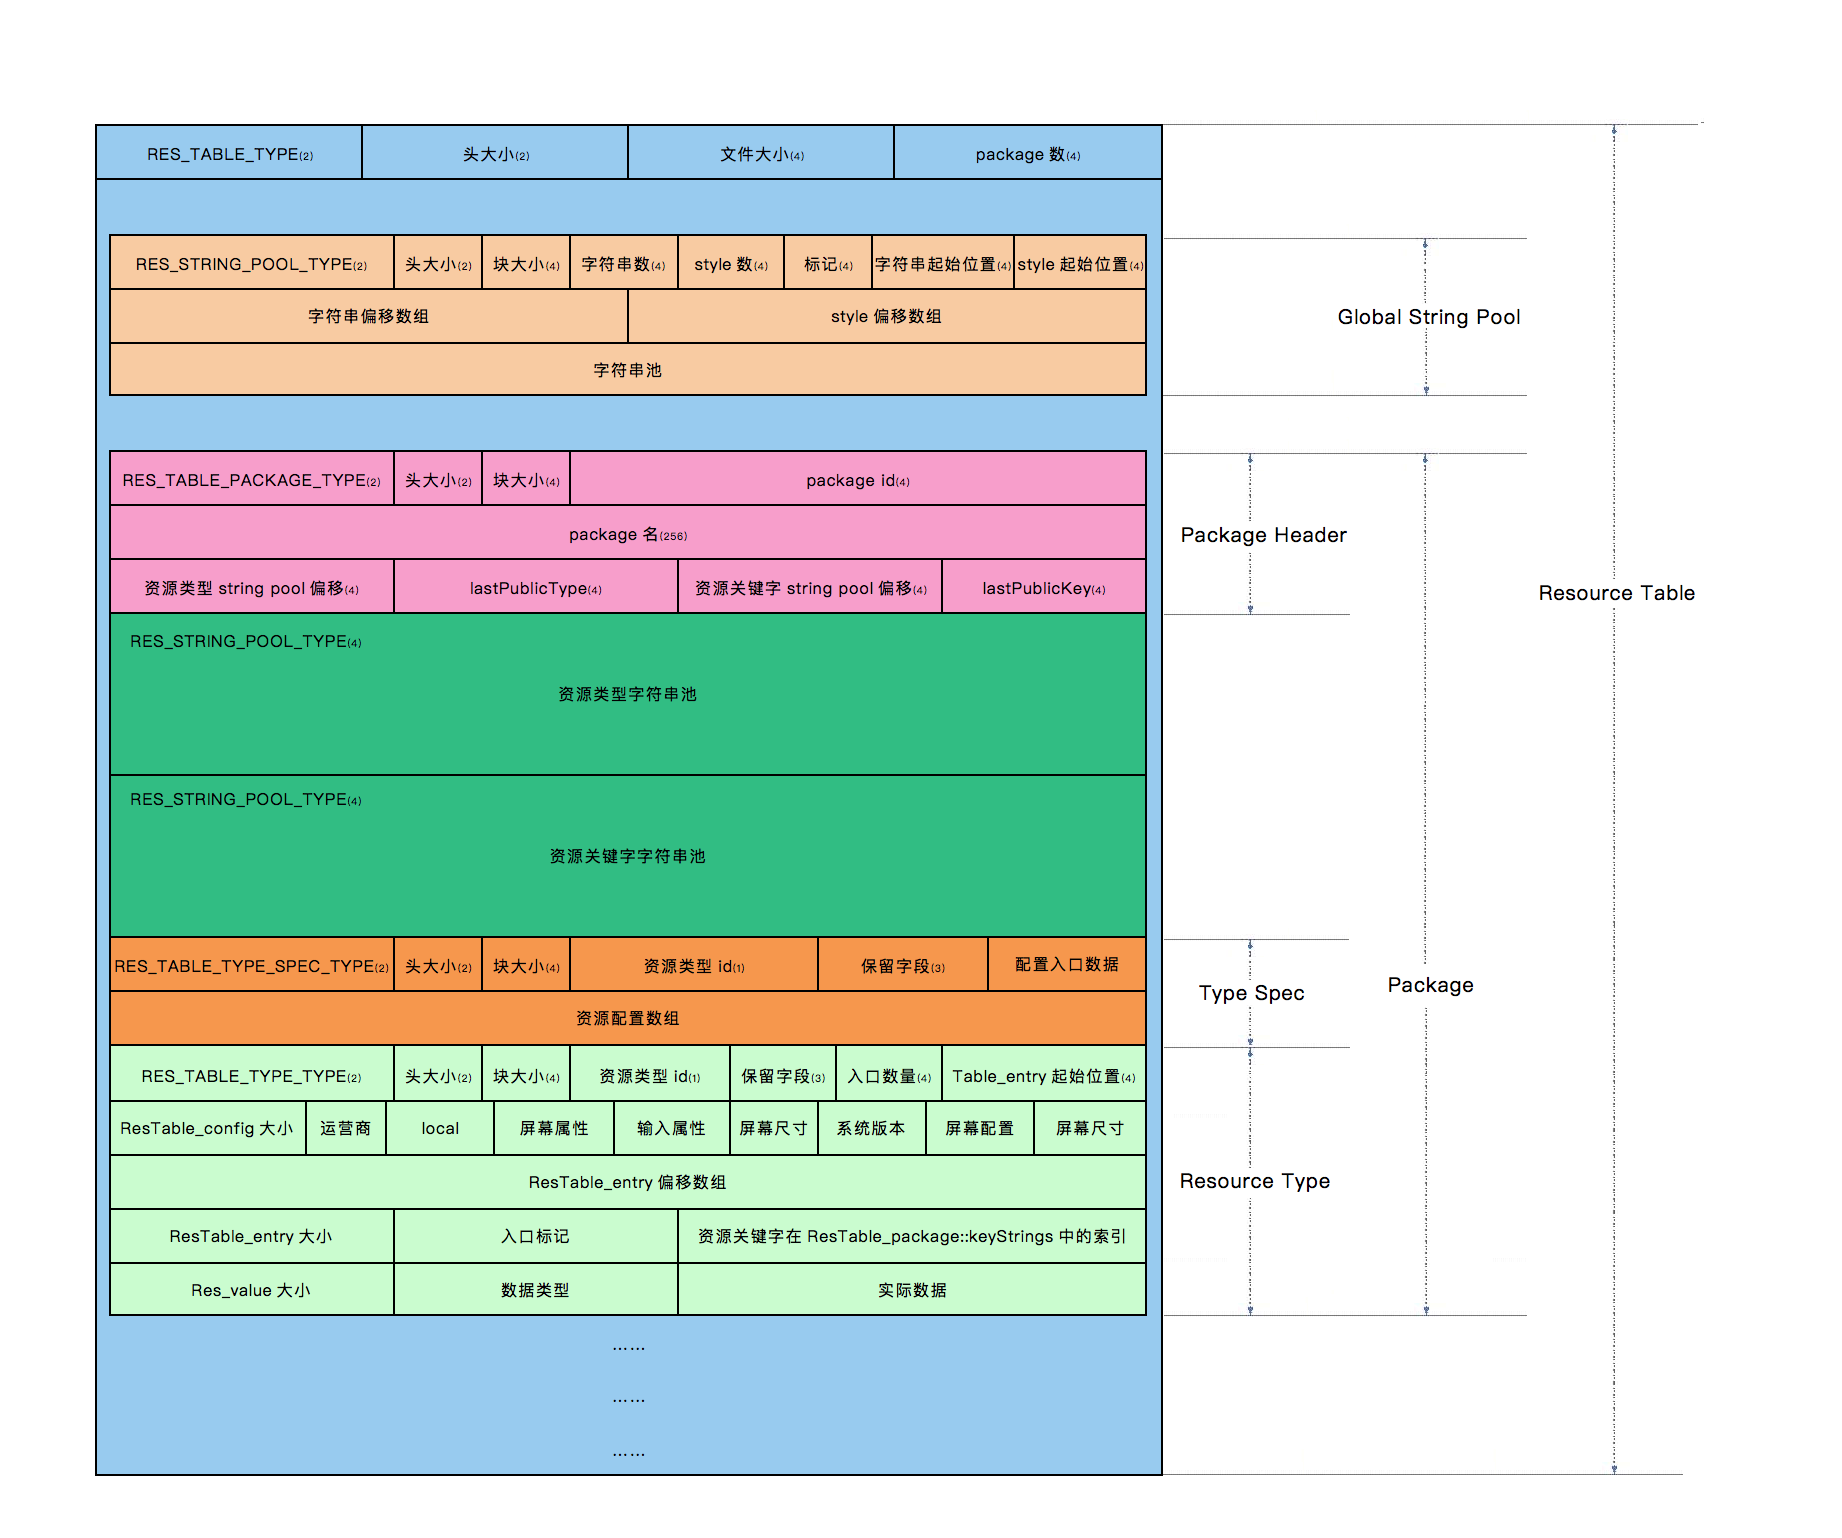 RES_TABLE_TYPE(2) 头大小(2) 文件大小(4) package 数(4)
RES_STRING_POOL_TYPE(2) 头大小(2) 块大小(4) 字符串数(4) style 数(4) 标记(4) 字符串起始位置(4) style 起始位置(4)
字符串偏移数组 style 偏移数组
Global String Pool
字符串池
RES_TABLE_PACKAGE_TYPE(2) 头大小(2) 块大小(4) package id(4)
package 名(256)
Package Header
资源类型 string pool 偏移(4) lastPublicType(4) 资源关键字 string pool 偏移(4) lastPublicKey(4)
Resource Table
RES_STRING_POOL_TYPE(4)
资源类型字符串池
RES_STRING_POOL_TYPE(4)
资源关键字字符串池
RES_TABLE_TYPE_SPEC_TYPE(2) 头大小(2) 块大小(4) 资源类型 id(1) 保留字段(3) 配置入口数据
Package
Type Spec
资源配置数组
RES_TABLE_TYPE_TYPE(2) 头大小(2) 块大小(4) 资源类型 id(1) 保留字段(3) 入口数量(4) Table_entry 起始位置(4)
ResTable_config 大小 运营商 local 屏幕属性 输入属性 屏幕尺寸 系统版本 屏幕配置 屏幕尺寸
ResTable_entry 偏移数组
Resource Type
ResTable_entry 大小 入口标记 资源关键字在 ResTable_package::keyStrings 中的索引
Res_value 大小 数据类型 实际数据
……
……
……